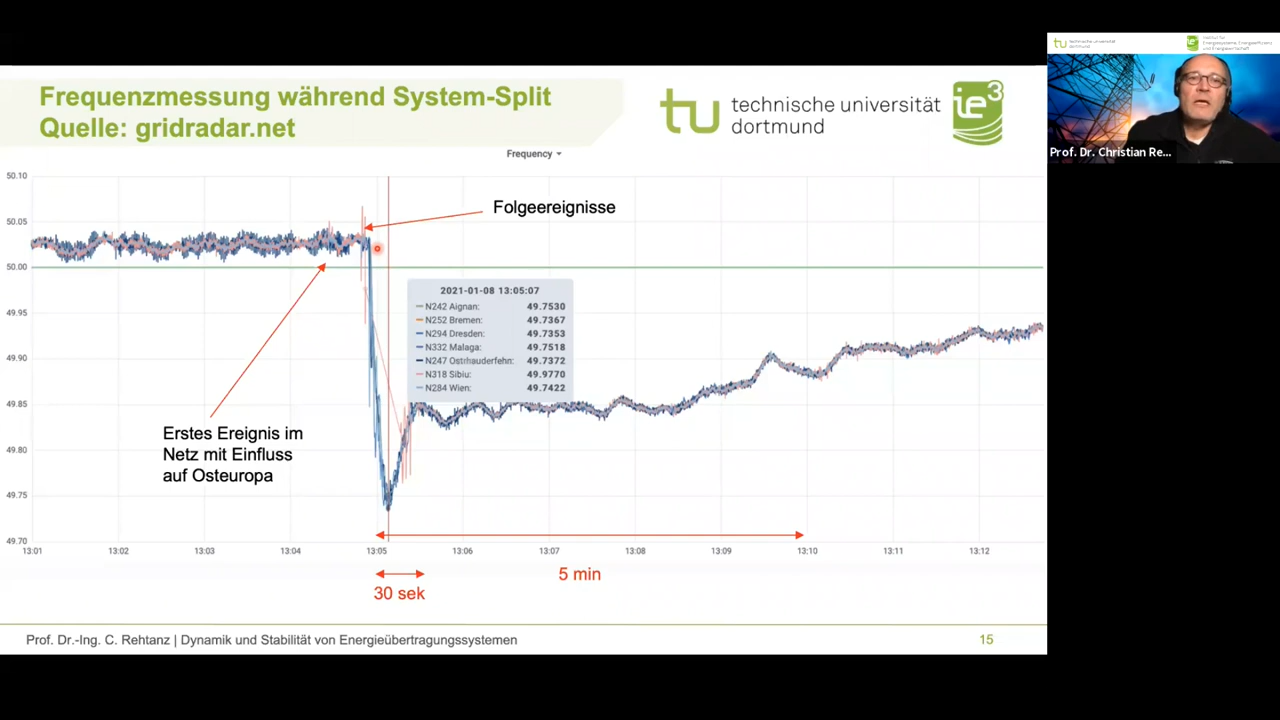 Frequenzmessung während System-Split
Quelle: gridradar.net
tu technische universität
dortmund
ie³
Frequency
50.10
50.05
50.00
49.95
49.90
49.85
49.80
49.75
49.70
Folgeereignisse
2021-01-08 13:05:07
N242 Aignan: 49.7530
N252 Bremen: 49.7367
N294 Dresden: 49.7353
N332 Malaga: 49.7518
N247 Ostrhauderfehn: 49.7372
N318 Sibiu: 49.9770
N284 Wien: 49.7422
Erstes Ereignis im
Netz mit Einfluss
auf Osteuropa
13:01 13:02 13:03 13:04 13:05 13:06 13:07 13:08 13:09 13:10 13:11 13:12
5 min
30 sek
Prof. Dr.-Ing. C. Rehtanz | Dynamik und Stabilität von Energieübertragungssystemen
15
tu technische universität
dortmund
Prof. Dr. Christian Re...